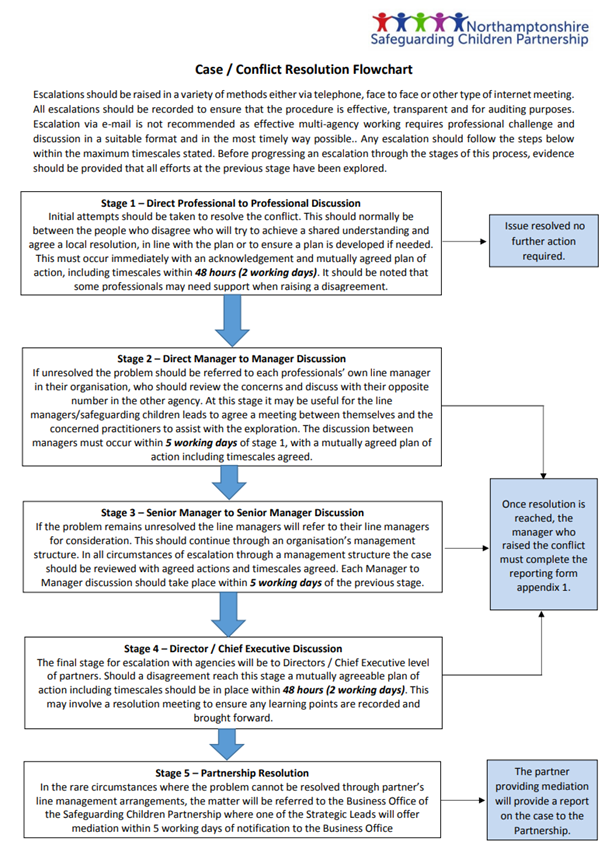 Northamptonshire
Safeguarding Children Partnership
Case / Conflict Resolution Flowchart
Escalations should be raised in a variety of methods either via telephone, face to face or other type of internet meeting.
All escalations should be recorded to ensure that the procedure is effective, transparent and for auditing purposes.
Escalation via e-mail is not recommended as effective multi-agency working requires professional challenge and
discussion in a suitable format and in the most timely way possible.. Any escalation should follow the steps below
within the maximum timescales stated. Before progressing an escalation through the stages of this process, evidence
should be provided that all efforts at the previous stage have been explored.
Stage 1 – Direct Professional to Professional Discussion
Initial attempts should be taken to resolve the conflict. This should normally be
between the people who disagree who will try to achieve a shared understanding and
agree a local resolution, in line with the plan or to ensure a plan is developed if needed.
This must occur immediately with an acknowledgement and mutually agreed plan of
action, including timescales within 48 hours (2 working days). It should be noted that
some professionals may need support when raising a disagreement.
Issue resolved no
further action
required.
Stage 2 – Direct Manager to Manager Discussion
If unresolved the problem should be referred to each professionals’ own line manager
in their organisation, who should review the concerns and discuss with their opposite
number in the other agency. At this stage it may be useful for the line
managers/safeguarding children leads to agree a meeting between themselves and the
concerned practitioners to assist with the exploration. The discussion between
managers must occur within 5 working days of stage 1, with a mutually agreed plan of
action including timescales agreed.
Stage 3 – Senior Manager to Senior Manager Discussion
If the problem remains unresolved the line managers will refer to their line managers
for consideration. This should continue through an organisation’s management
structure. In all circumstances of escalation through a management structure the case
should be reviewed with agreed actions and timescales agreed. Each Manager to
Manager discussion should take place within 5 working days of the previous stage.
Once resolution is
reached, the
manager who
raised the conflict
must complete the
reporting form
appendix 1.
Stage 4 – Director / Chief Executive Discussion
The final stage for escalation with agencies will be to Directors / Chief Executive level
of partners. Should a disagreement reach this stage a mutually agreeable plan of
action including timescales should be in place within 48 hours (2 working days). This
may involve a resolution meeting to ensure any learning points are recorded and
brought forward.
Stage 5 – Partnership Resolution
In the rare circumstances where the problem cannot be resolved through partner’s
line management arrangements, the matter will be referred to the Business Office of
the Safeguarding Children Partnership where one of the Strategic Leads will offer
mediation within 5 working days of notification to the Business Office
The partner
providing mediation
will provide a report
on the case to the
Partnership.